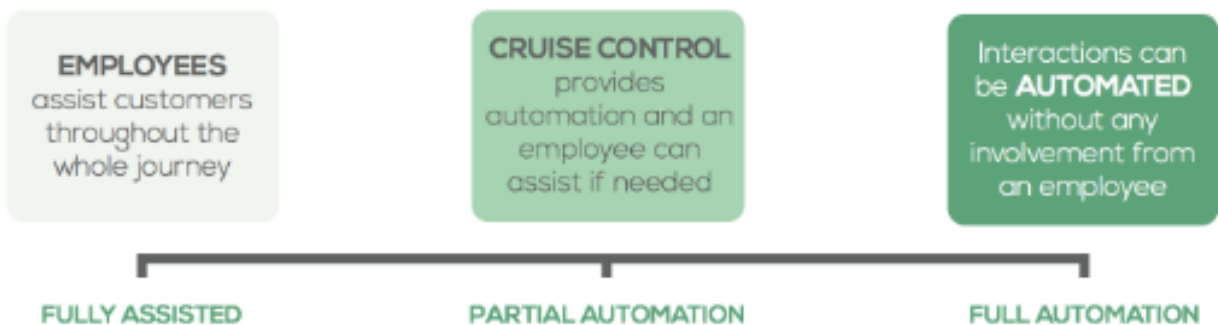 EMPLOYEES
assist customers
throughout the
whole journey
CRUISE CONTROL
provides
automation and an
employee can
assist if needed
Interactions can
be AUTOMATED
without any
involvement from
an employee
FULLY ASSISTED
PARTIAL AUTOMATION
FULL AUTOMATION